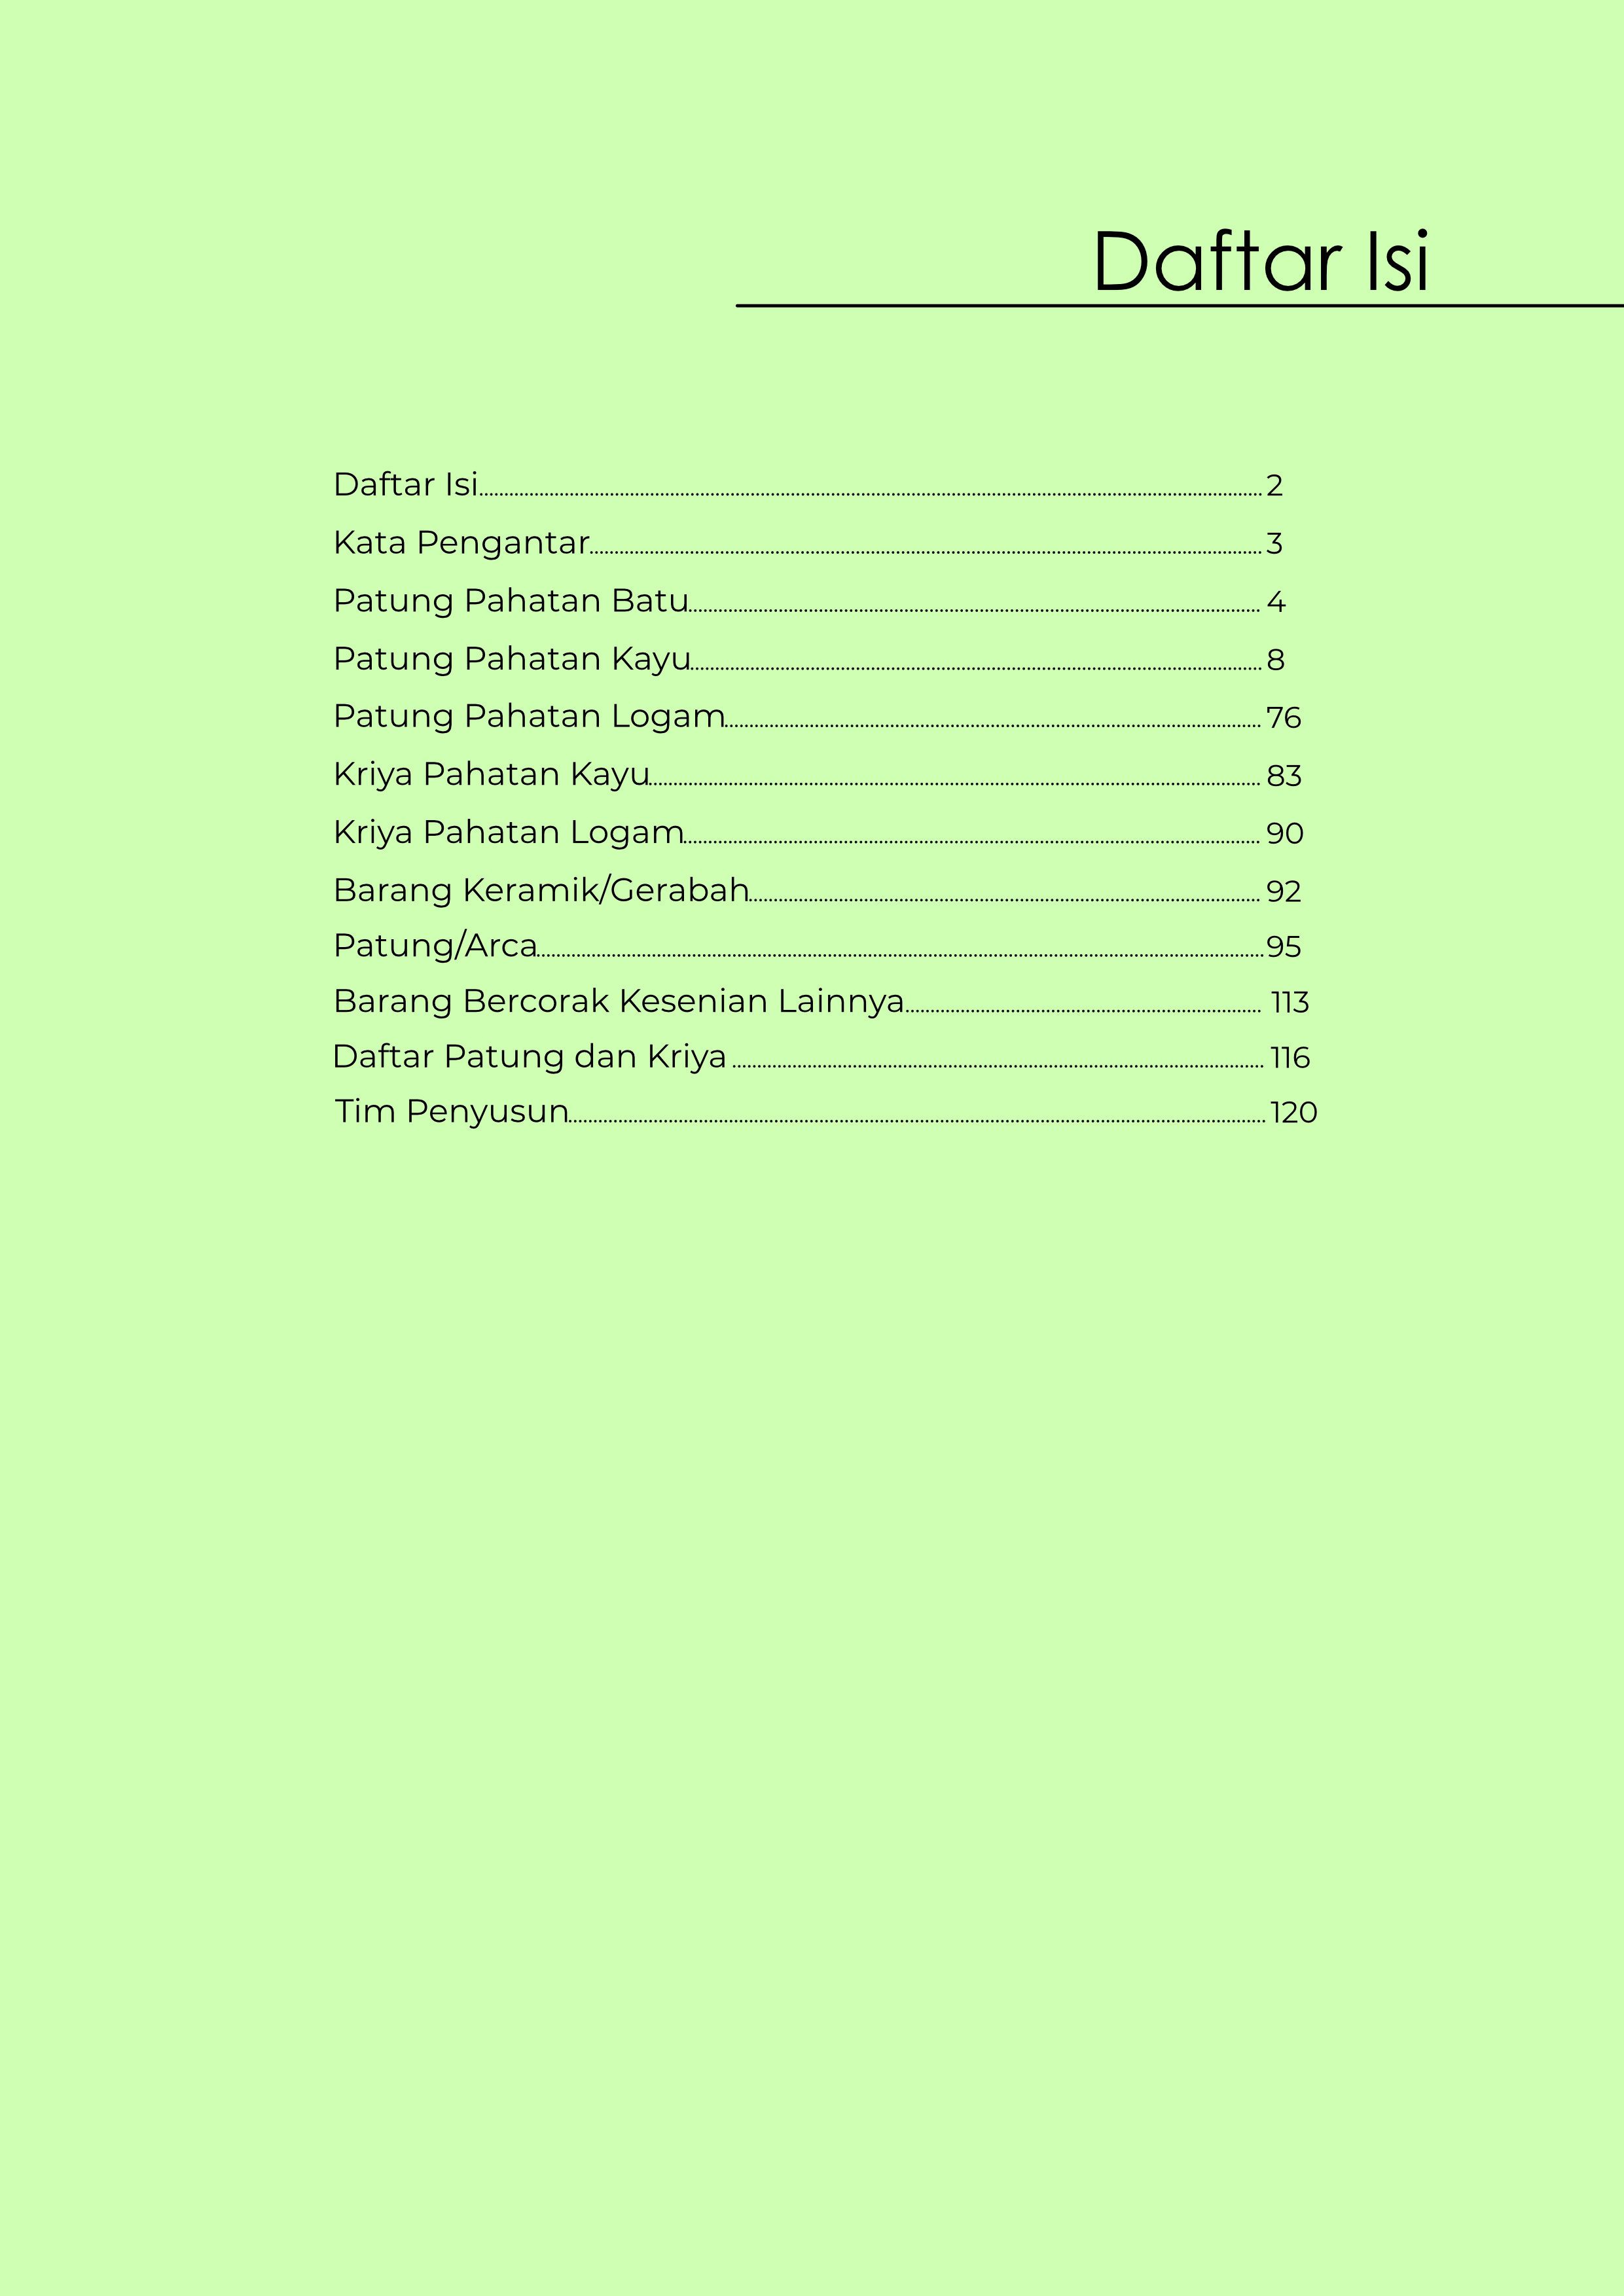 Daftar Isi
Daftar Isi 2
Kata Pengantar 3
Patung Pahatan Batu 4
Patung Pahatan Kayu 8
Patung Pahatan Logam 76
Kriya Pahatan Kayu 83
Kriya Pahatan Logam 90
Barang Keramik/Gerabah 92
Patung/Arca 95
Barang Bercorak Kesenian Lainnya 113
Daftar Patung dan Kriya 116
Tim Penyusun 120